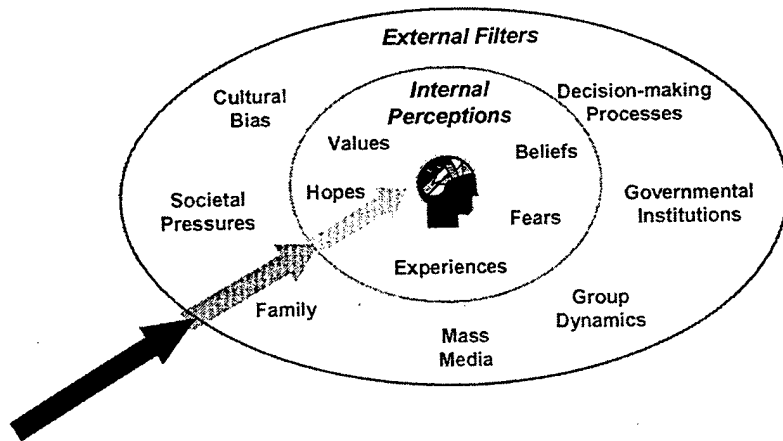 External Filters
Cultural
Bias
Internal
Perceptions
Decision-making
Processes
Values
Beliefs
Societal
Pressures
Hopes
Fears
Governmental
Institutions
Experiences
Family
Group
Dynamics
Mass
Media